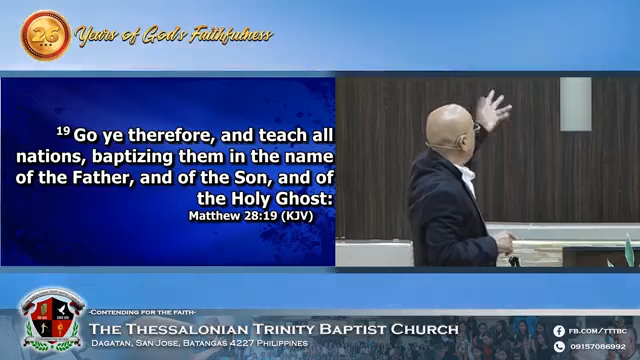 26 Years of God's Faithfulness
19 Go ye therefore, and teach all
nations, baptizing them in the name
of the Father, and of the Son, and of
the Holy Ghost:
Matthew 28:19 (KJV)
-Contending for the faith-
The Thessalonian Trinity Baptist Church
Dagatan, San Jose, Batangas 4227 Philippines
FB.COM/TTTBC
09157086992